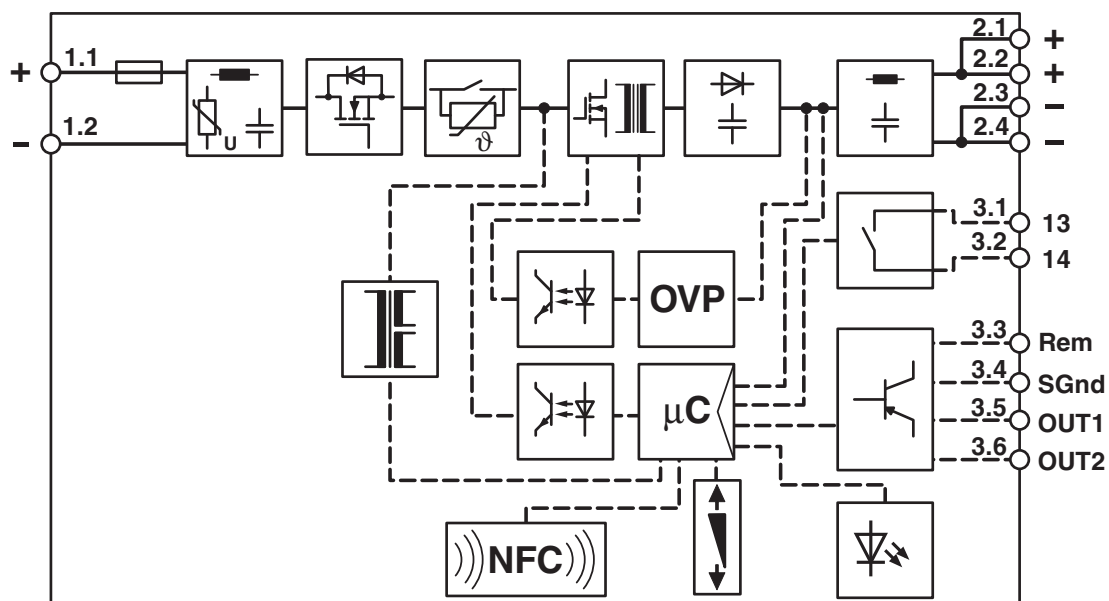 2.1 +
+ 1.1
2.2 +
2.3 –
– 1.2
2.4 –
U
ϑ
3.1 13
3.2 14
OVP
3.3 Rem
3.4 SGnd
µC
3.5 OUT1
3.6 OUT2
NFC